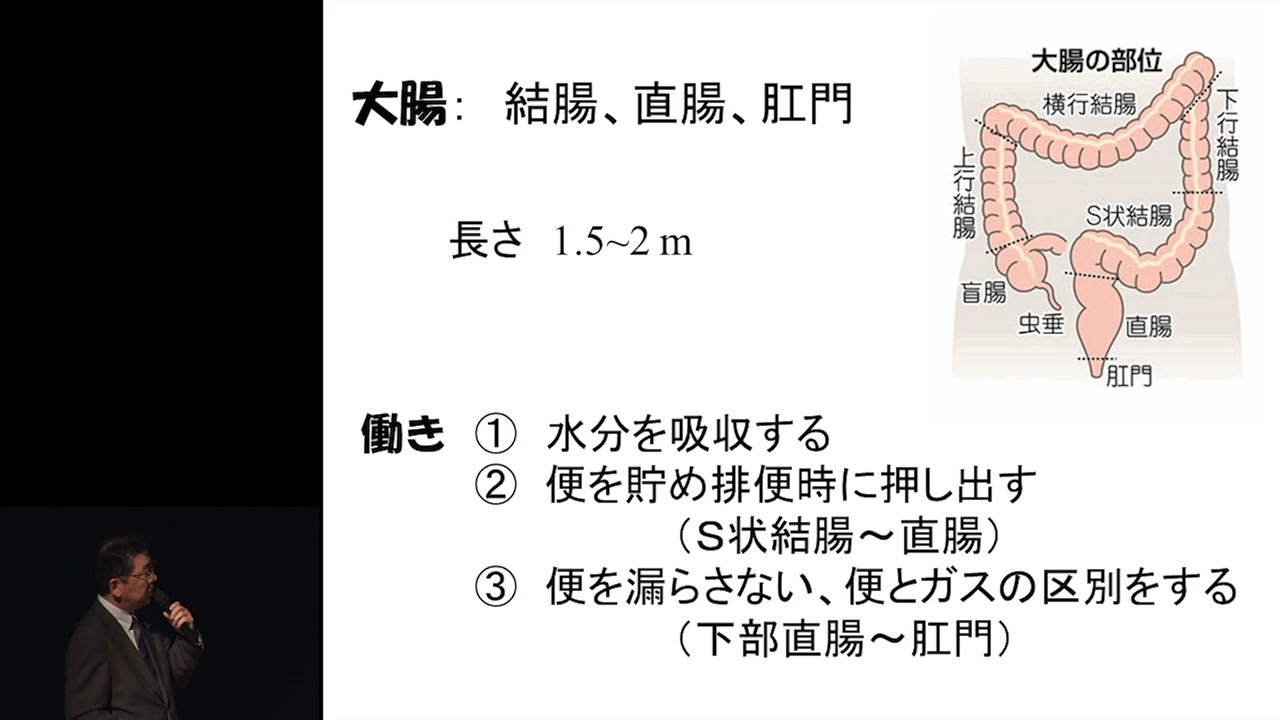 大腸： 結腸、直腸、肛門
長さ 1.5~2 m
働き ① 水分を吸収する
② 便を貯め排便時に押し出す
（S状結腸～直腸）
③ 便を漏らさない、便とガスの区別をする
（下部直腸～肛門）
大腸の部位
横行結腸
下行結腸
上行結腸
S状結腸
盲腸
虫垂
直腸
肛門